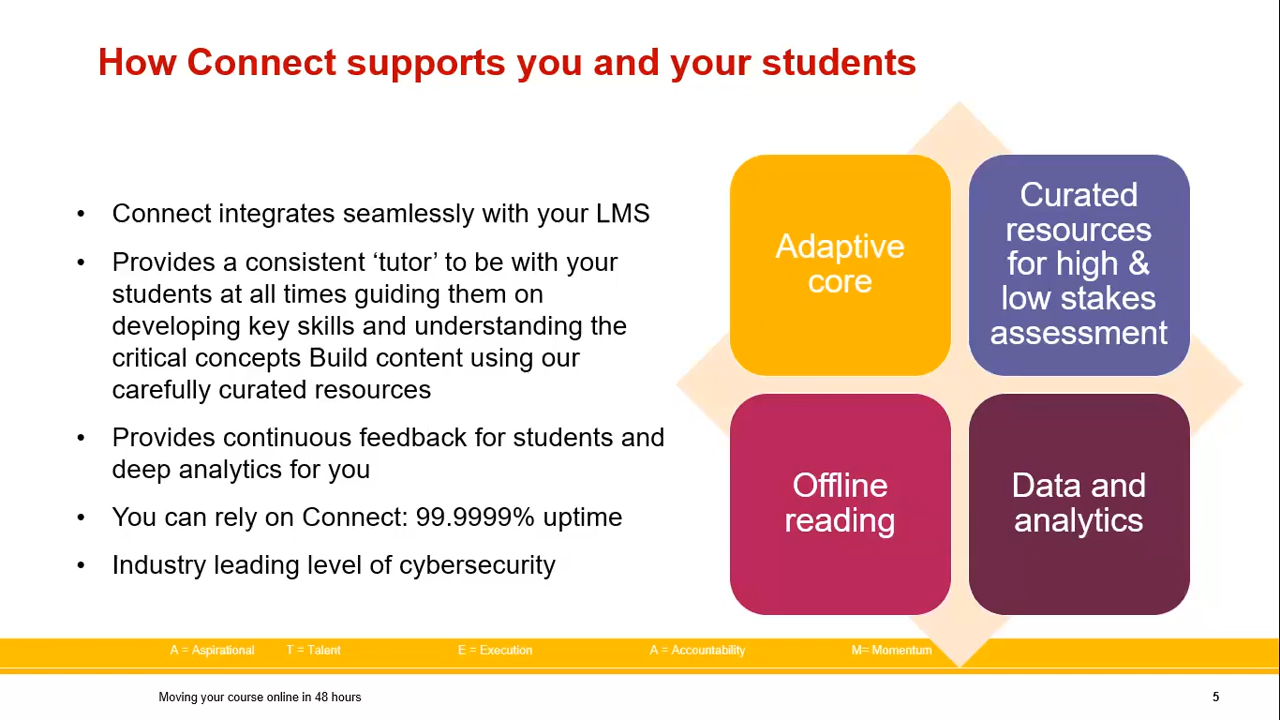 How Connect supports you and your students
• Connect integrates seamlessly with your LMS
• Provides a consistent ‘tutor’ to be with your
students at all times guiding them on
developing key skills and understanding the
critical concepts Build content using our
carefully curated resources
• Provides continuous feedback for students and
deep analytics for you
• You can rely on Connect: 99.9999% uptime
• Industry leading level of cybersecurity
Adaptive
core
Curated
resources
for high &
low stakes
assessment
Offline
reading
Data and
analytics
A = Aspirational T = Talent E = Execution A = Accountability M= Momentum
Moving your course online in 48 hours 5